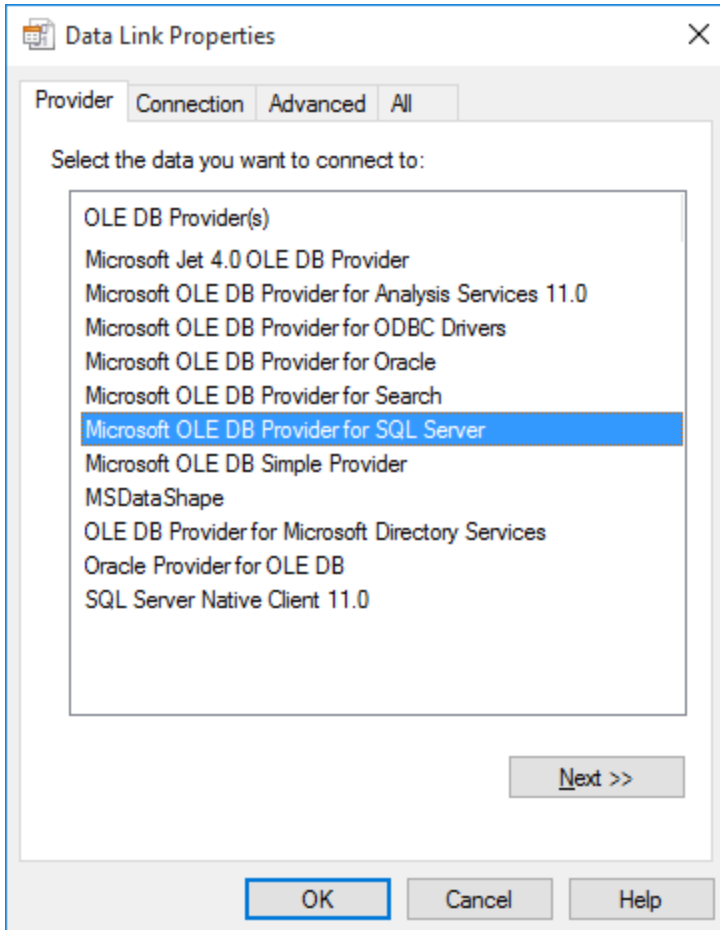 Data Link Properties
Provider Connection Advanced All
Select the data you want to connect to:
OLE DB Provider(s)
Microsoft Jet 4.0 OLE DB Provider
Microsoft OLE DB Provider for Analysis Services 11.0
Microsoft OLE DB Provider for ODBC Drivers
Microsoft OLE DB Provider for Oracle
Microsoft OLE DB Provider for Search
Microsoft OLE DB Provider for SQL Server
Microsoft OLE DB Simple Provider
MSDataShape
OLE DB Provider for Microsoft Directory Services
Oracle Provider for OLE DB
SQL Server Native Client 11.0
Next >>
OK Cancel Help